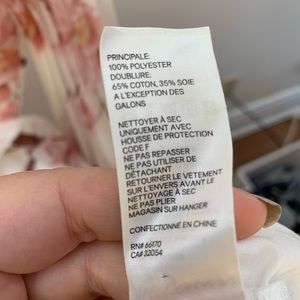 PRINCIPALE:
100% POLYESTER
DOUBLURE:
65% COTON, 35% SOIE
A L'EXCEPTION DES
GALONS
NETTOYER À SEC
UNIQUEMENT AVEC
HOUSSE DE PROTECTION
CODE F
NE PAS REPASSER
NE PAS UTILISER DE
DÉTACHANT
RETOURNER LE VETEMENT
SUR L'ENVERS AVANT LE
NETTOYAGE À SEC
NE PAS PLIER
MAGASIN SUR HANGER
CONFECTIONNÉ EN CHINE
RN# 66170
CA# 32054